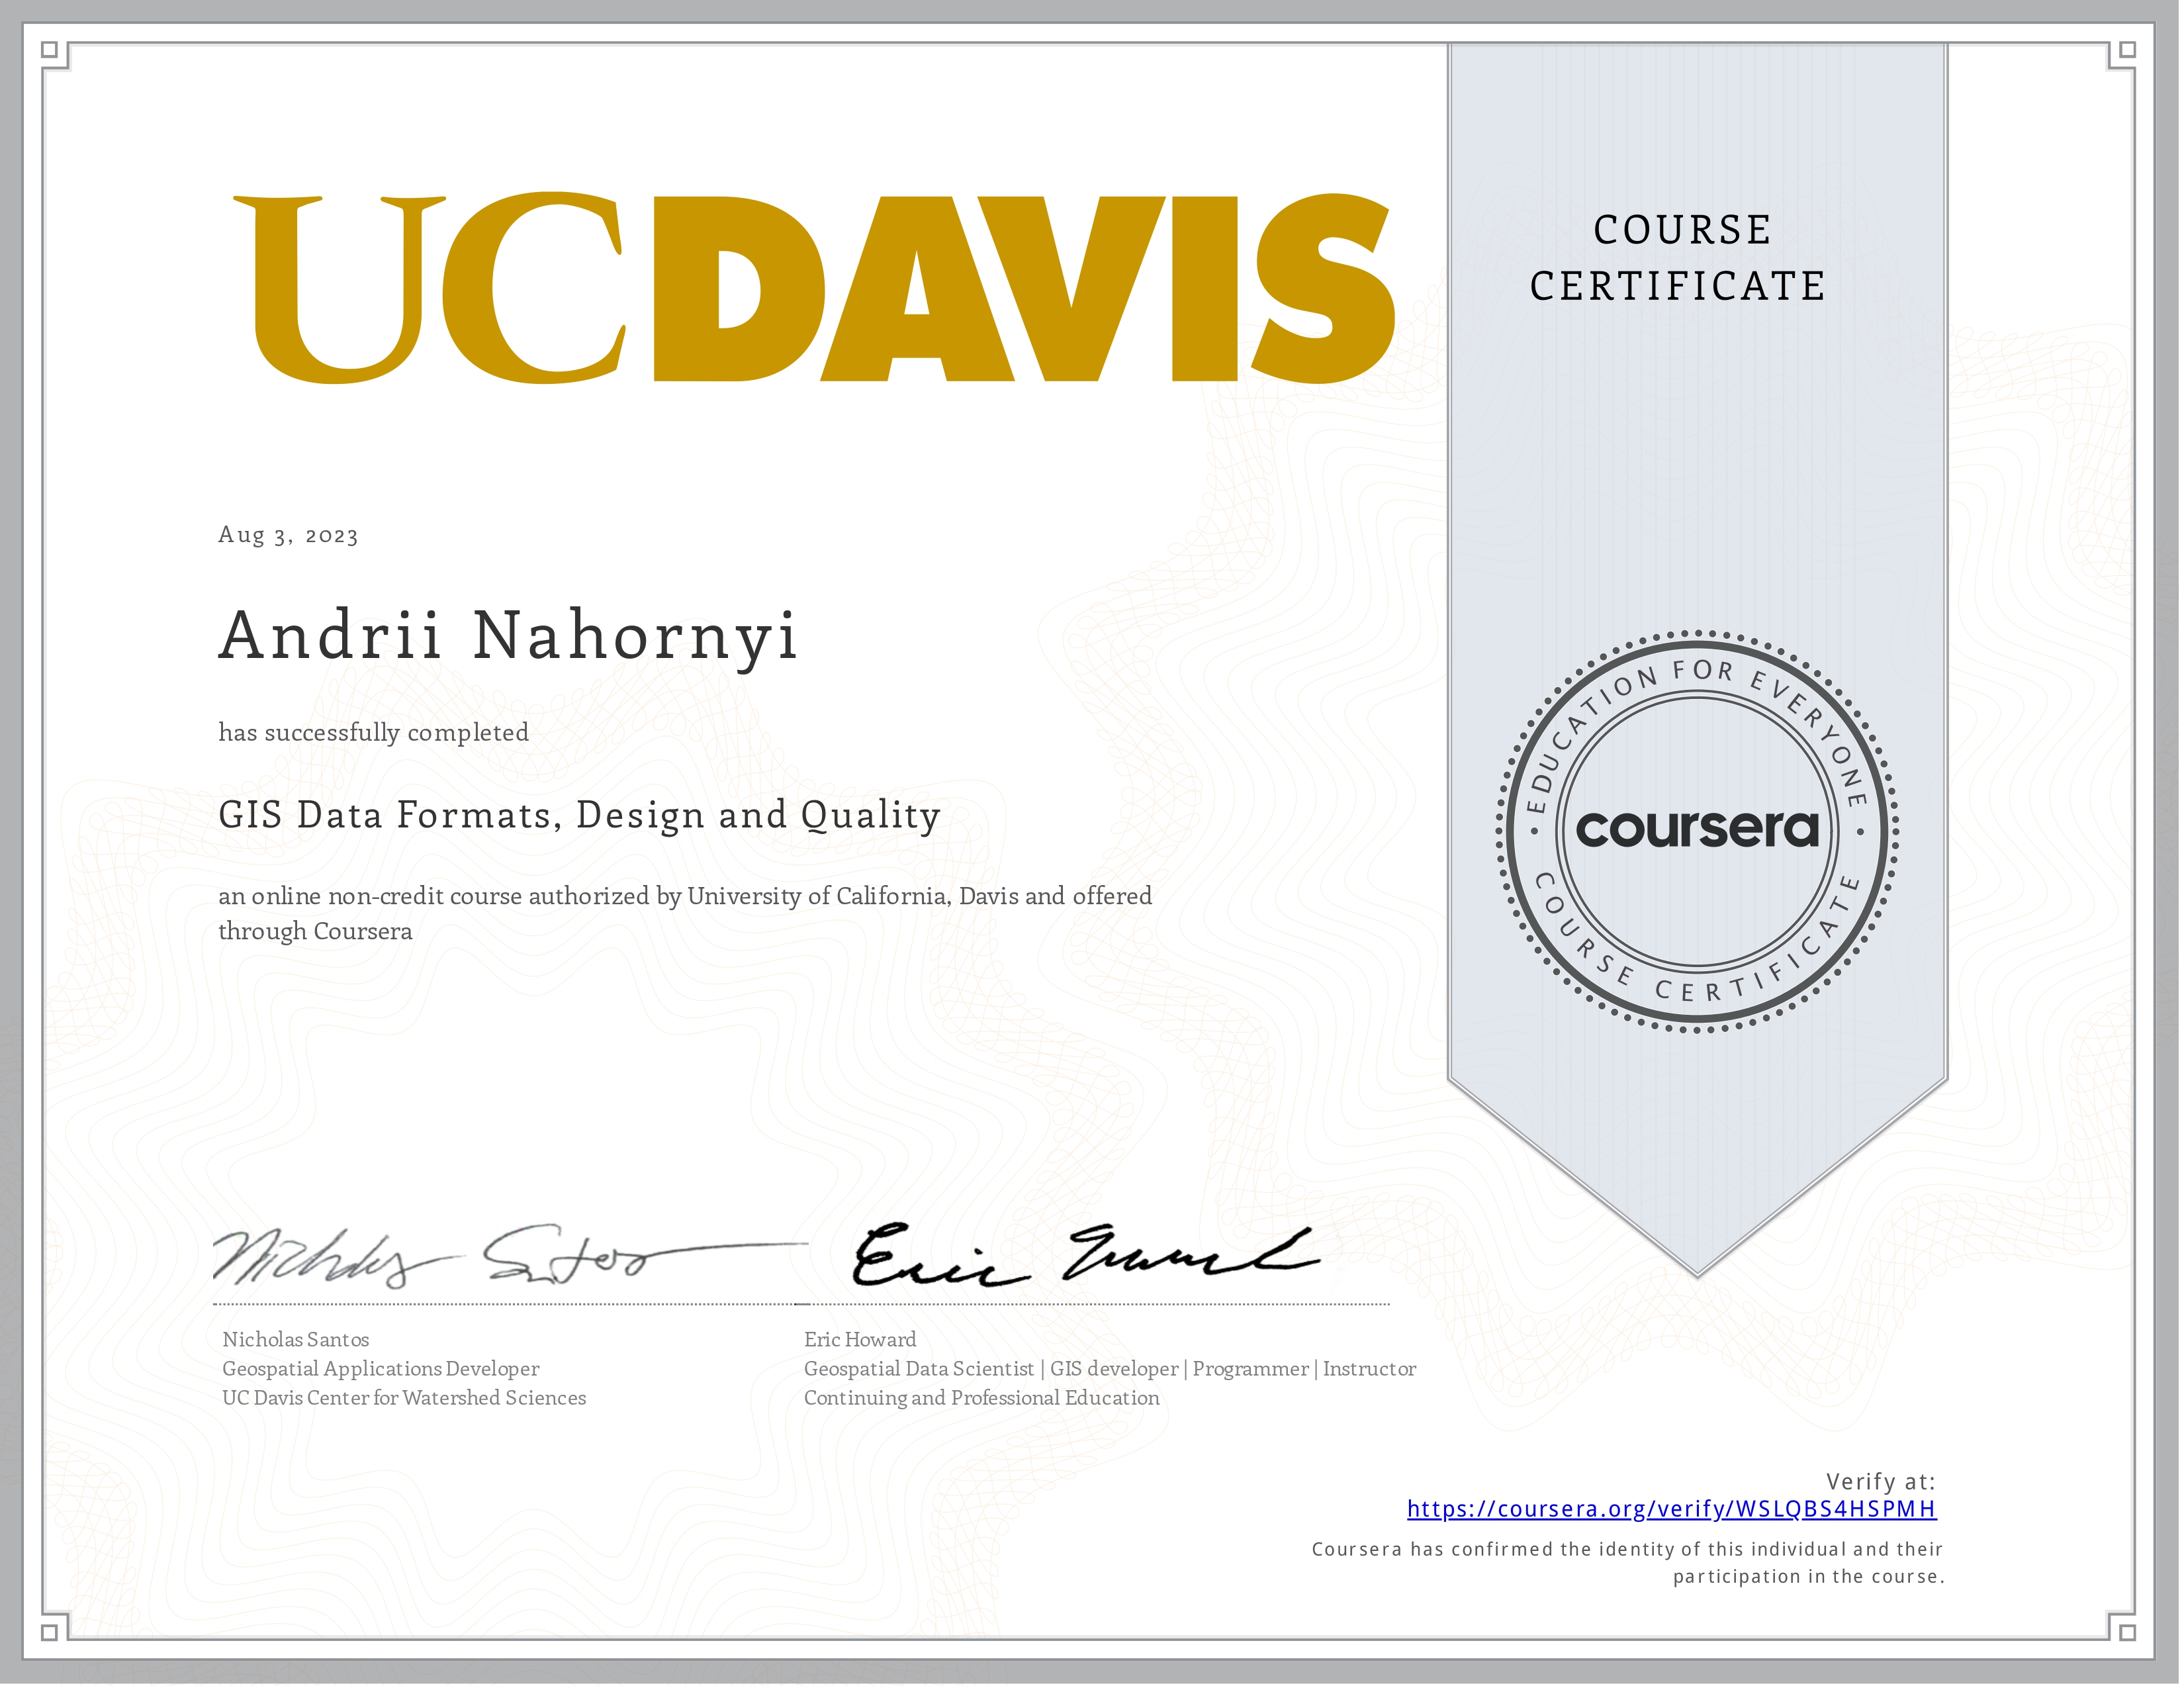 UCDAVIS
COURSE
CERTIFICATE
Aug 3, 2023
Andrii Nahornyi
has successfully completed
GIS Data Formats, Design and Quality
an online non-credit course authorized by University of California, Davis and offered
through Coursera
EDUCATION FOR EVERYONE
coursera
COURSE CERTIFICATE
Nicholas Santos
Eric Howard
Nicholas Santos
Geospatial Applications Developer
UC Davis Center for Watershed Sciences
Eric Howard
Geospatial Data Scientist | GIS developer | Programmer | Instructor
Continuing and Professional Education
Verify at:
https://coursera.org/verify/WSLQBS4HSPMH
Coursera has confirmed the identity of this individual and their
participation in the course.